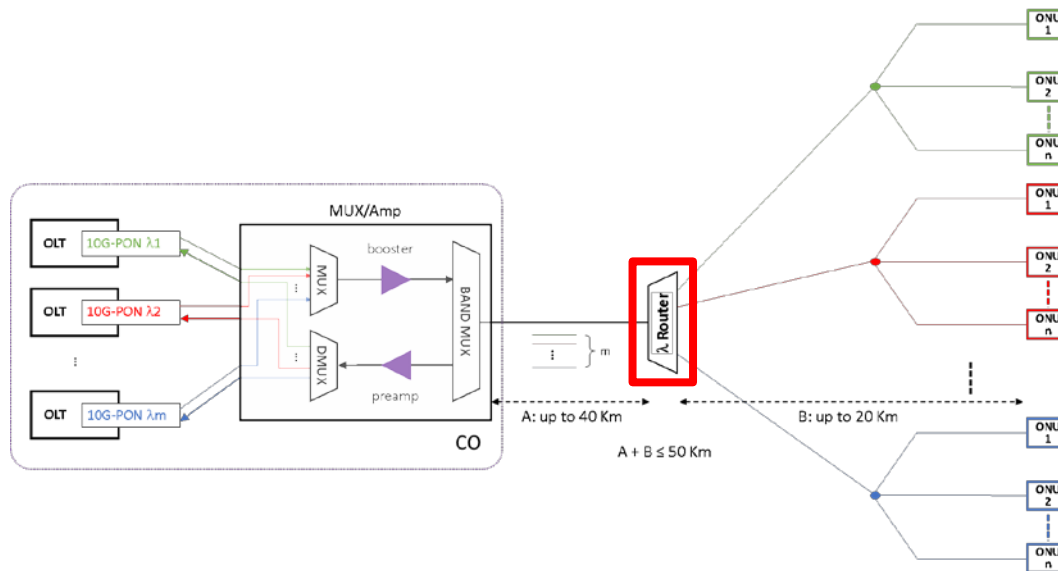 ONU
1
ONU
2
ONU
n
MUX/Amp
OLT
10G-PON λ1
booster
MUX
...
BAND MUX
OLT
10G-PON λ2
DMUX
...
preamp
...
OLT
10G-PON λm
CO
... m
λ Router
A: up to 40 Km
B: up to 20 Km
A + B ≤ 50 Km
ONU
1
ONU
2
ONU
n
ONU
1
ONU
2
ONU
n